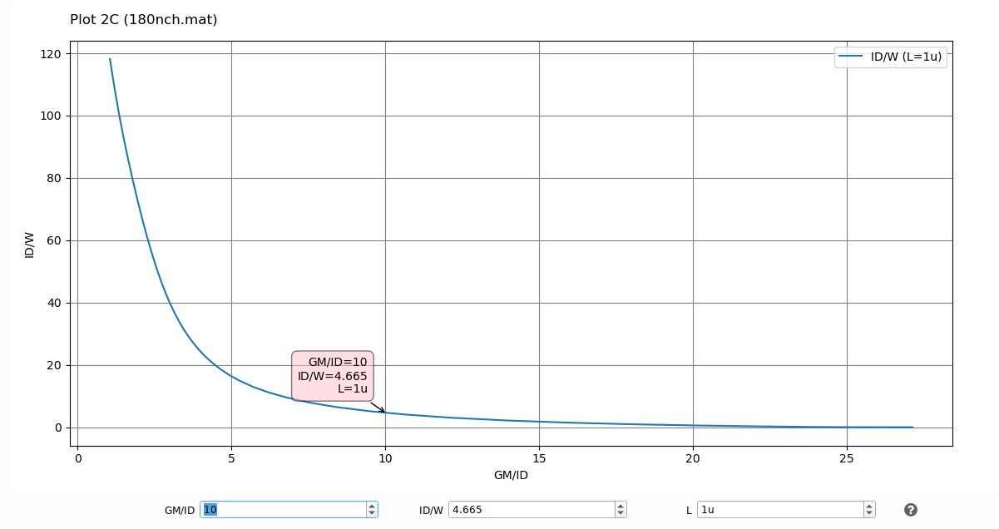 Plot 2C (180nch.mat)
120
100
80
60
40
20
0
ID/W
ID/W (L=1u)
GM/ID=10
ID/W=4.665
L=1u
0 5 10 15 20 25
GM/ID
GM/ID 10 ID/W 4.665 L 1u ?